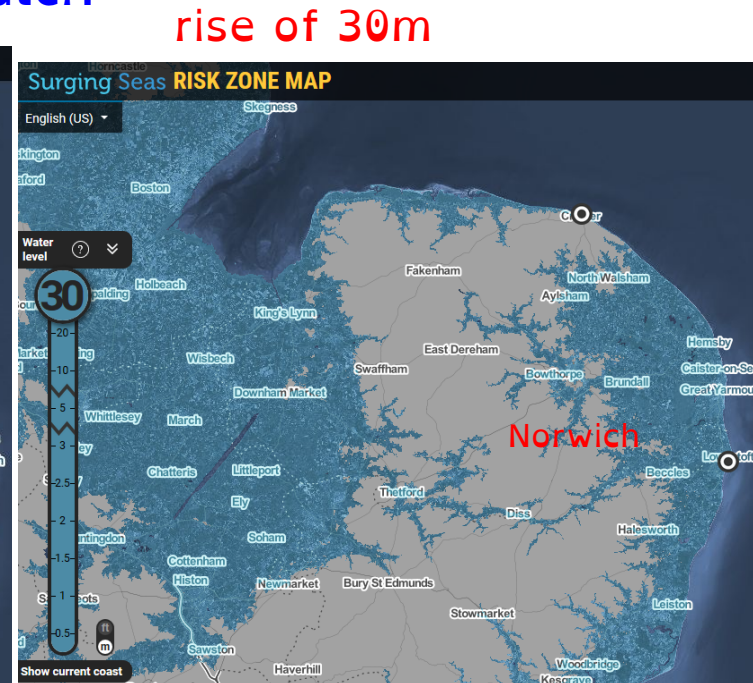 rise of 30m
Horncastle
Surging Seas RISK ZONE MAP
English (US)
Skegness
Boston
Water
level
?
30
Holbeach
Cromer
Fakenham
North Walsham
Aylsham
King's Lynn
20
Hemsby
East Dereham
Wisbech
Swaffham
Bowthorpe
Brundall
10
Downham Market
5
Whittlesey
March
Norwich
3
Chatteris
Littleport
Beccles
2.5
Ely
Thetford
Diss
2
Soham
Halesworth
1.5
Cottenham
Histon
Newmarket
Bury St Edmunds
1
Stowmarket
Leiston
0.5
ft
m
Sawston
Woodbridge
Show current coast
Haverhill
Kesgrave